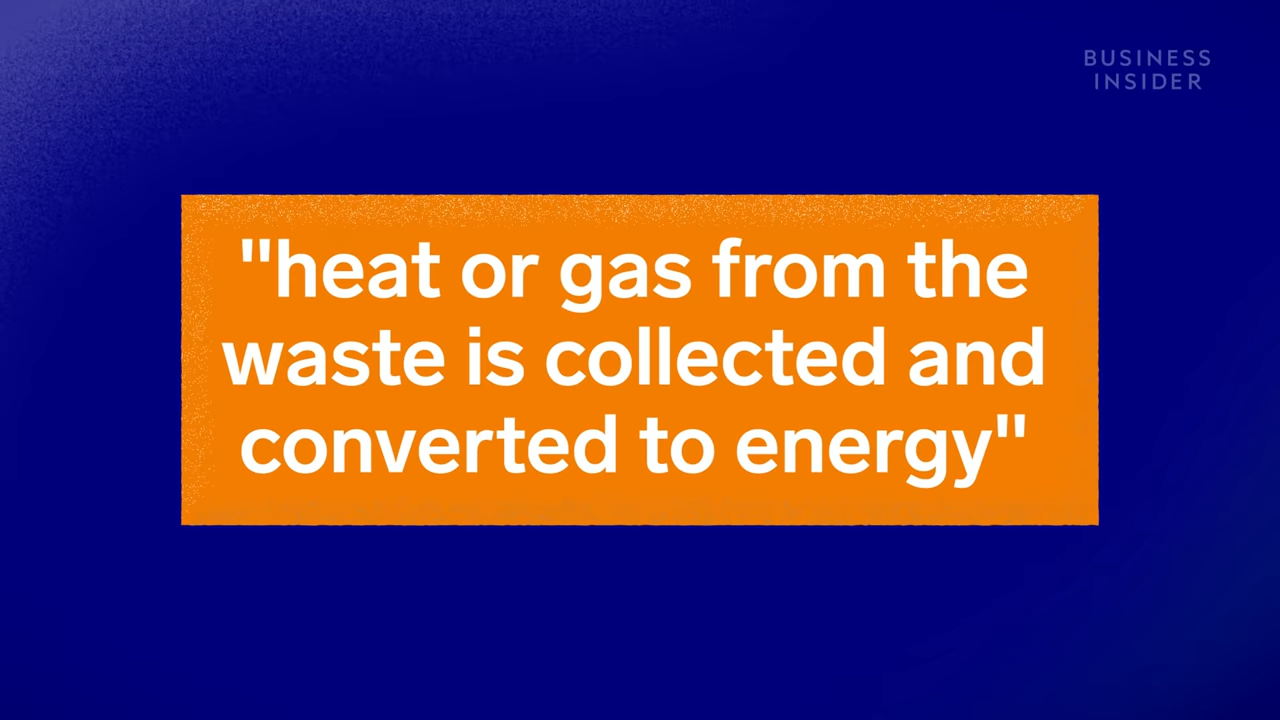 BUSINESS
INSIDER
"heat or gas from the
waste is collected and
converted to energy"